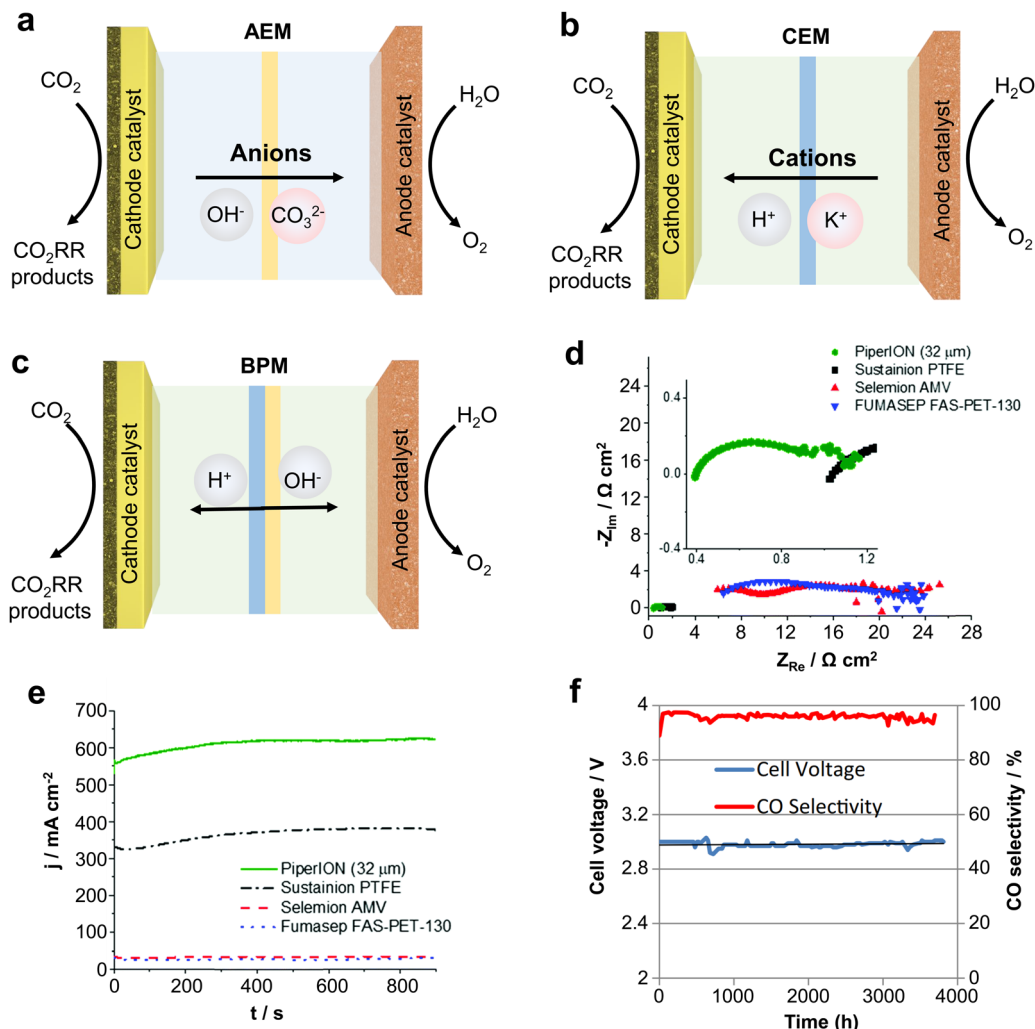 a
AEM
CO₂
Cathode catalyst
Anions
OH⁻
CO₃²⁻
Anode catalyst
H₂O
O₂
CO₂RR
products
b
CEM
CO₂
Cathode catalyst
Cations
H⁺
K⁺
Anode catalyst
H₂O
O₂
CO₂RR
products
c
BPM
CO₂
Cathode catalyst
H⁺
OH⁻
Anode catalyst
H₂O
O₂
CO₂RR
products
d
PiperION (32 μm)
Sustainion PTFE
Selemion AMV
FUMASEP FAS-PET-130
-Z_Im / Ω cm²
24
20
16
12
8
4
0
0.4
0.0
-0.4
0.4
0.8
1.2
0
4
8
12
16
20
24
28
Z_Re / Ω cm²
e
j / mA cm⁻²
700
600
500
400
300
200
100
50
0
PiperION (32 μm)
Sustainion PTFE
Selemion AMV
Fumasep FAS-PET-130
0
200
400
600
800
t / s
f
Cell voltage / V
4
3.6
3.2
2.8
2.4
2
Cell Voltage
CO Selectivity
100
80
60
40
20
0
CO selectivity / %
0
1000
2000
3000
4000
Time (h)